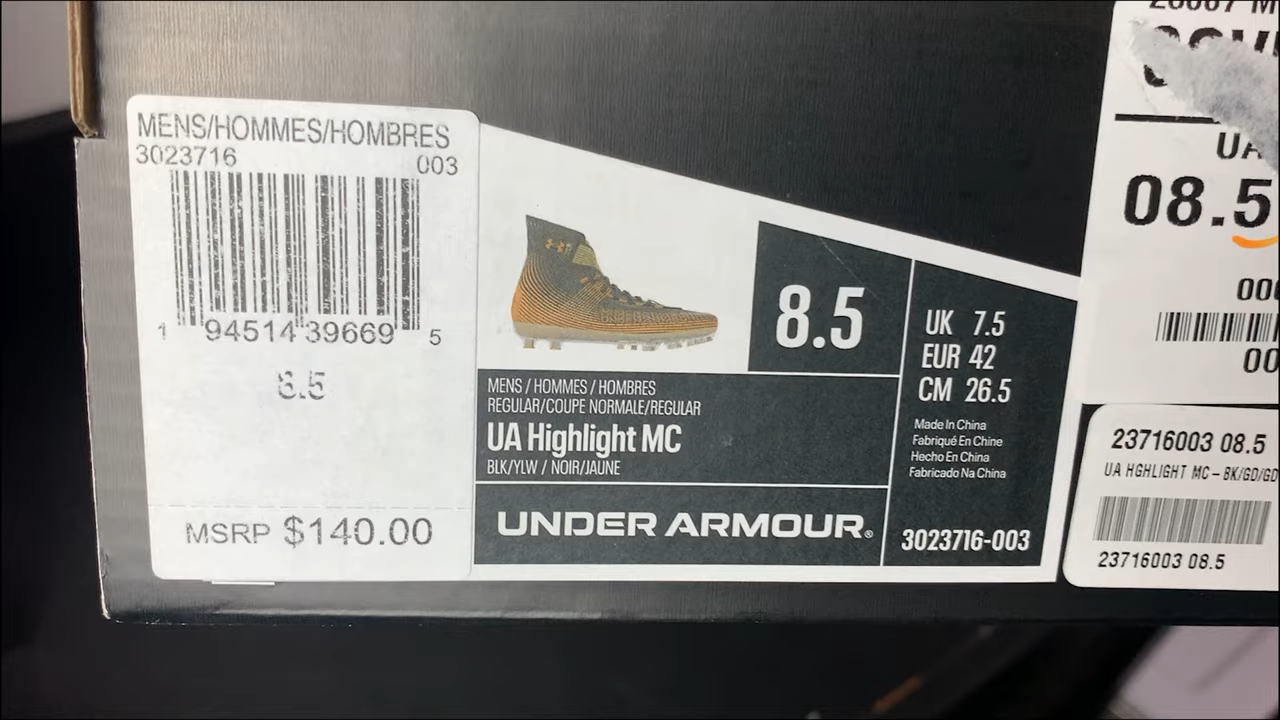 MENS/HOMMES/HOMBRES
3023716 003
1 94514 39669 5
8.5
MSRP $140.00
8.5
UK 7.5
EUR 42
CM 26.5
Made In China
Fabriqué En Chine
Hecho En China
Fabricado Na China
3023716-003
MENS / HOMMES / HOMBRES
REGULAR/COUPE NORMALE/REGULAR
UA Highlight MC
BLK/YLW / NOIR/JAUNE
UNDER ARMOUR®
UA
08.5
23716003 08.5
UA HGHLIGHT MC-BK/GD/GD
23716003 08.5